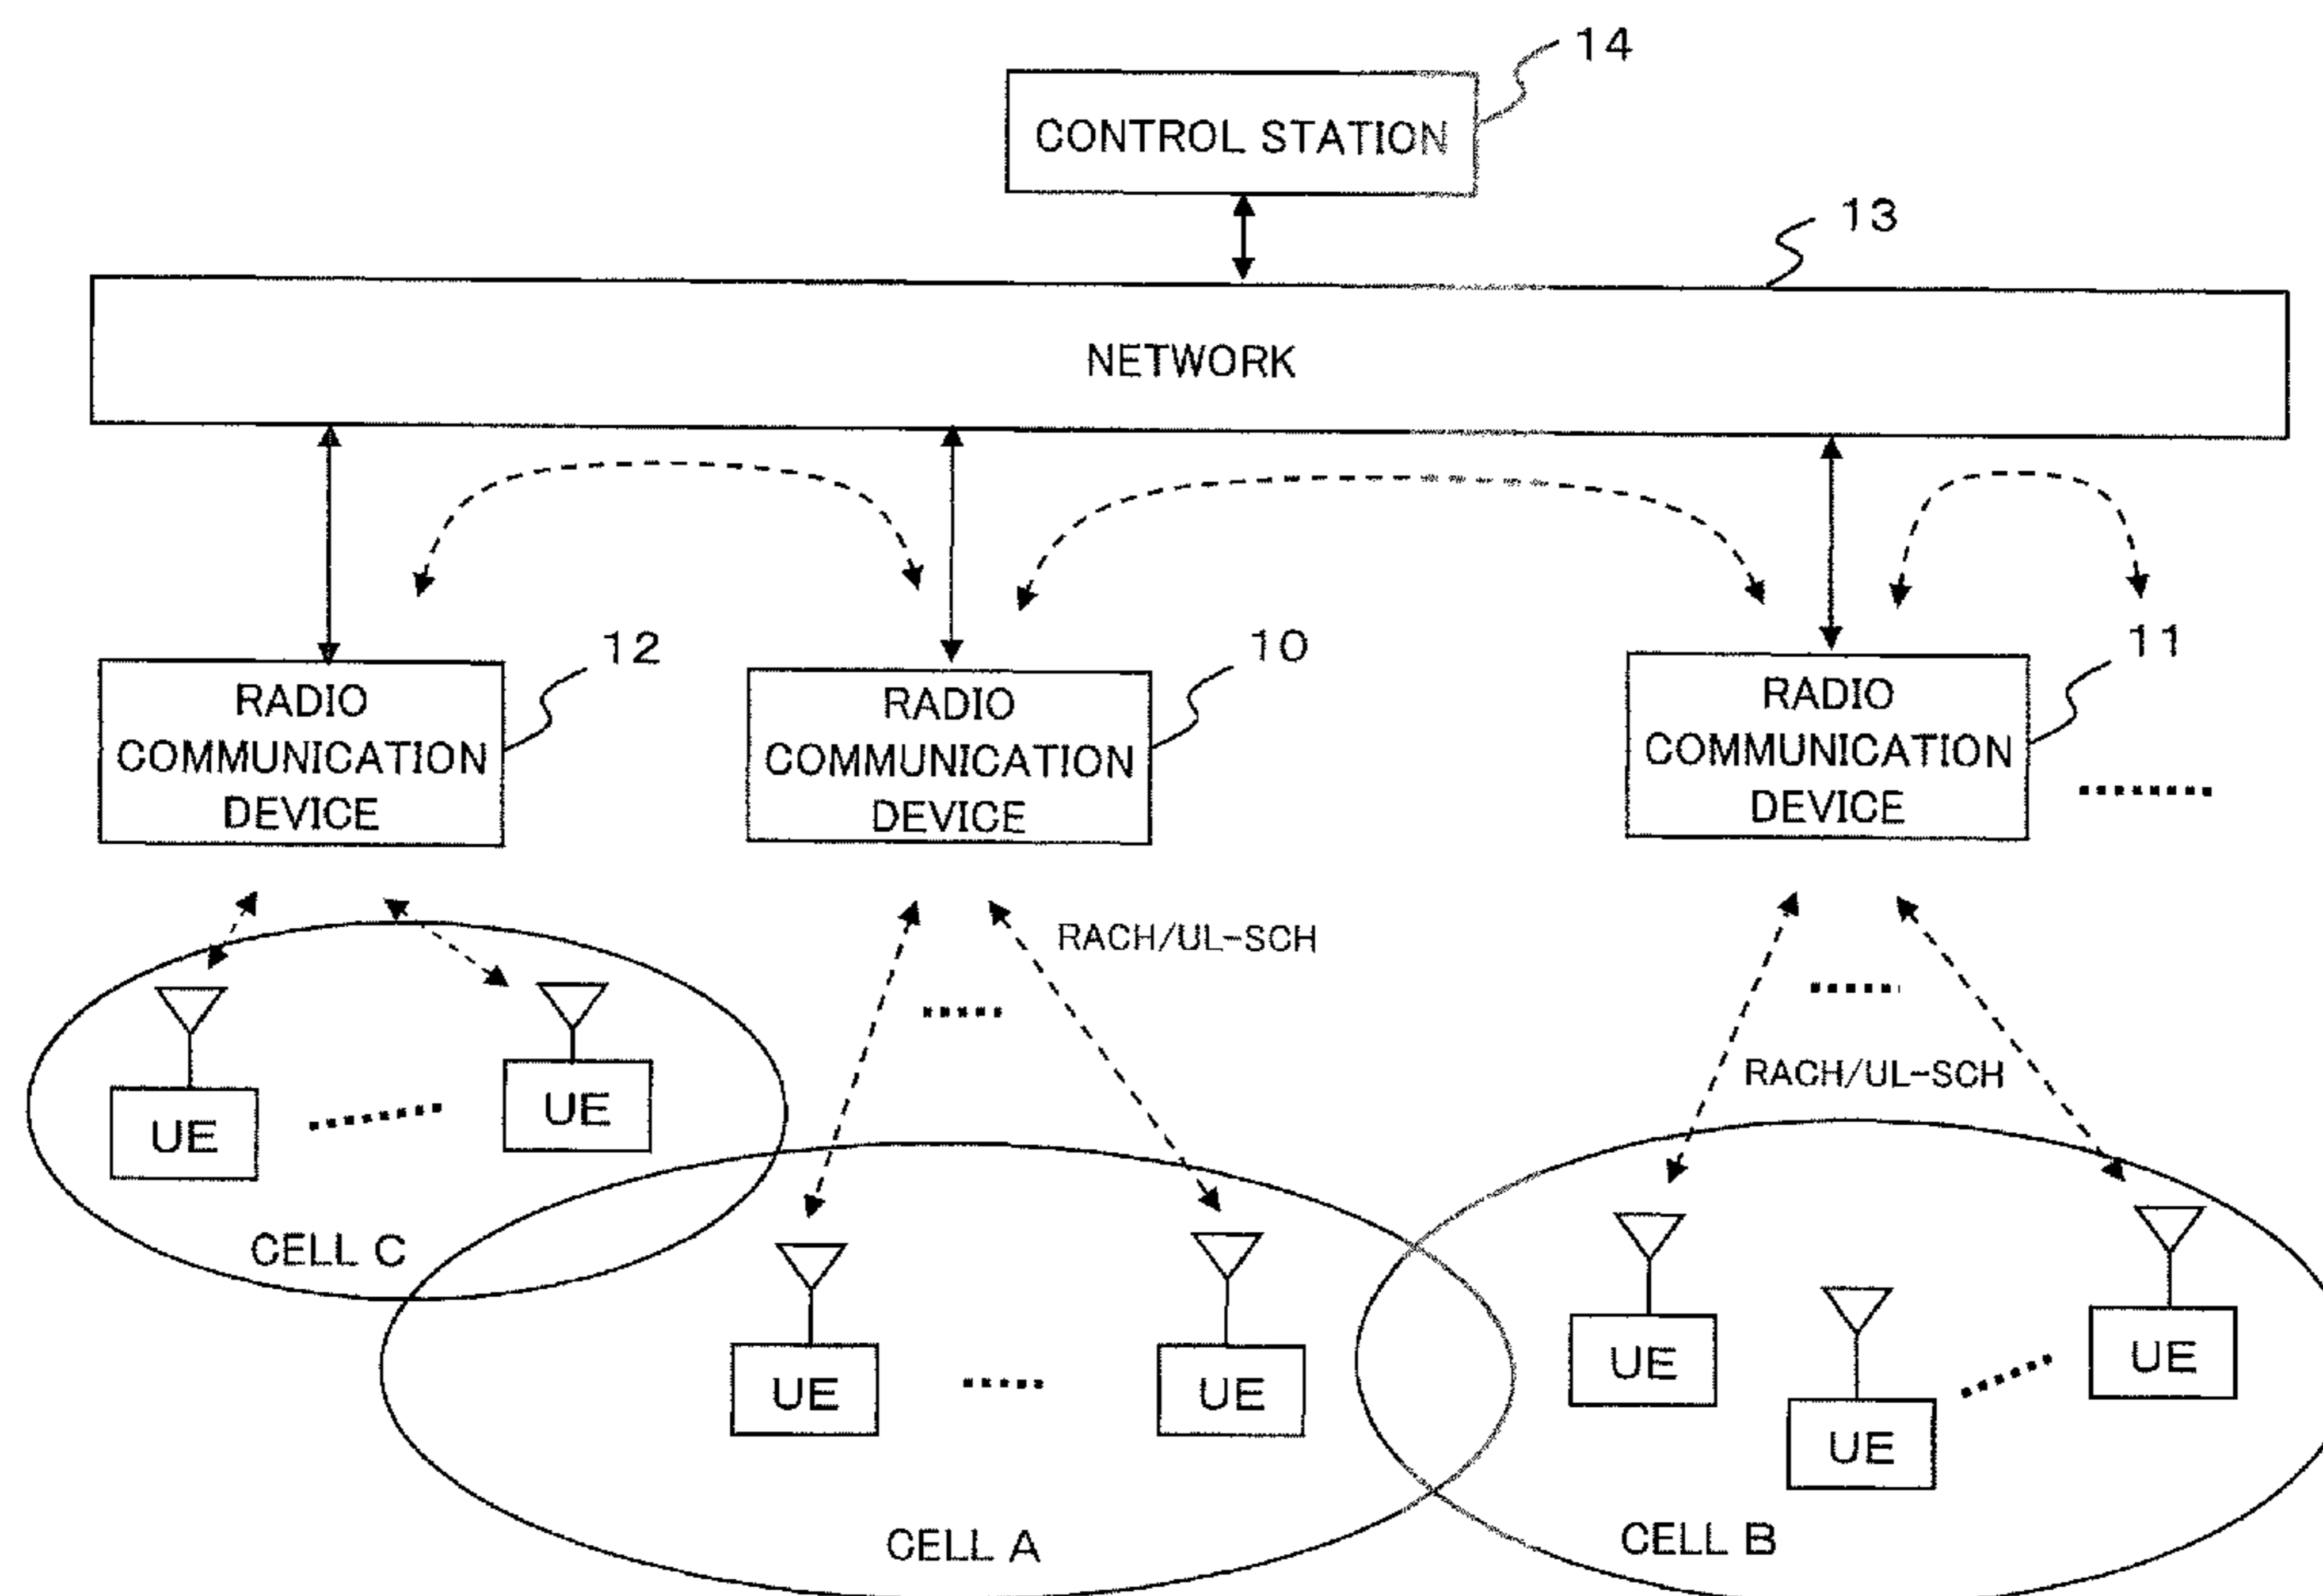 14
CONTROL STATION
13
NETWORK
12
10
11
RADIO
COMMUNICATION
DEVICE
RADIO
COMMUNICATION
DEVICE
RADIO
COMMUNICATION
DEVICE
RACH/UL-SCH
RACH/UL-SCH
UE
UE
CELL C
UE
UE
CELL A
UE
UE
UE
CELL B